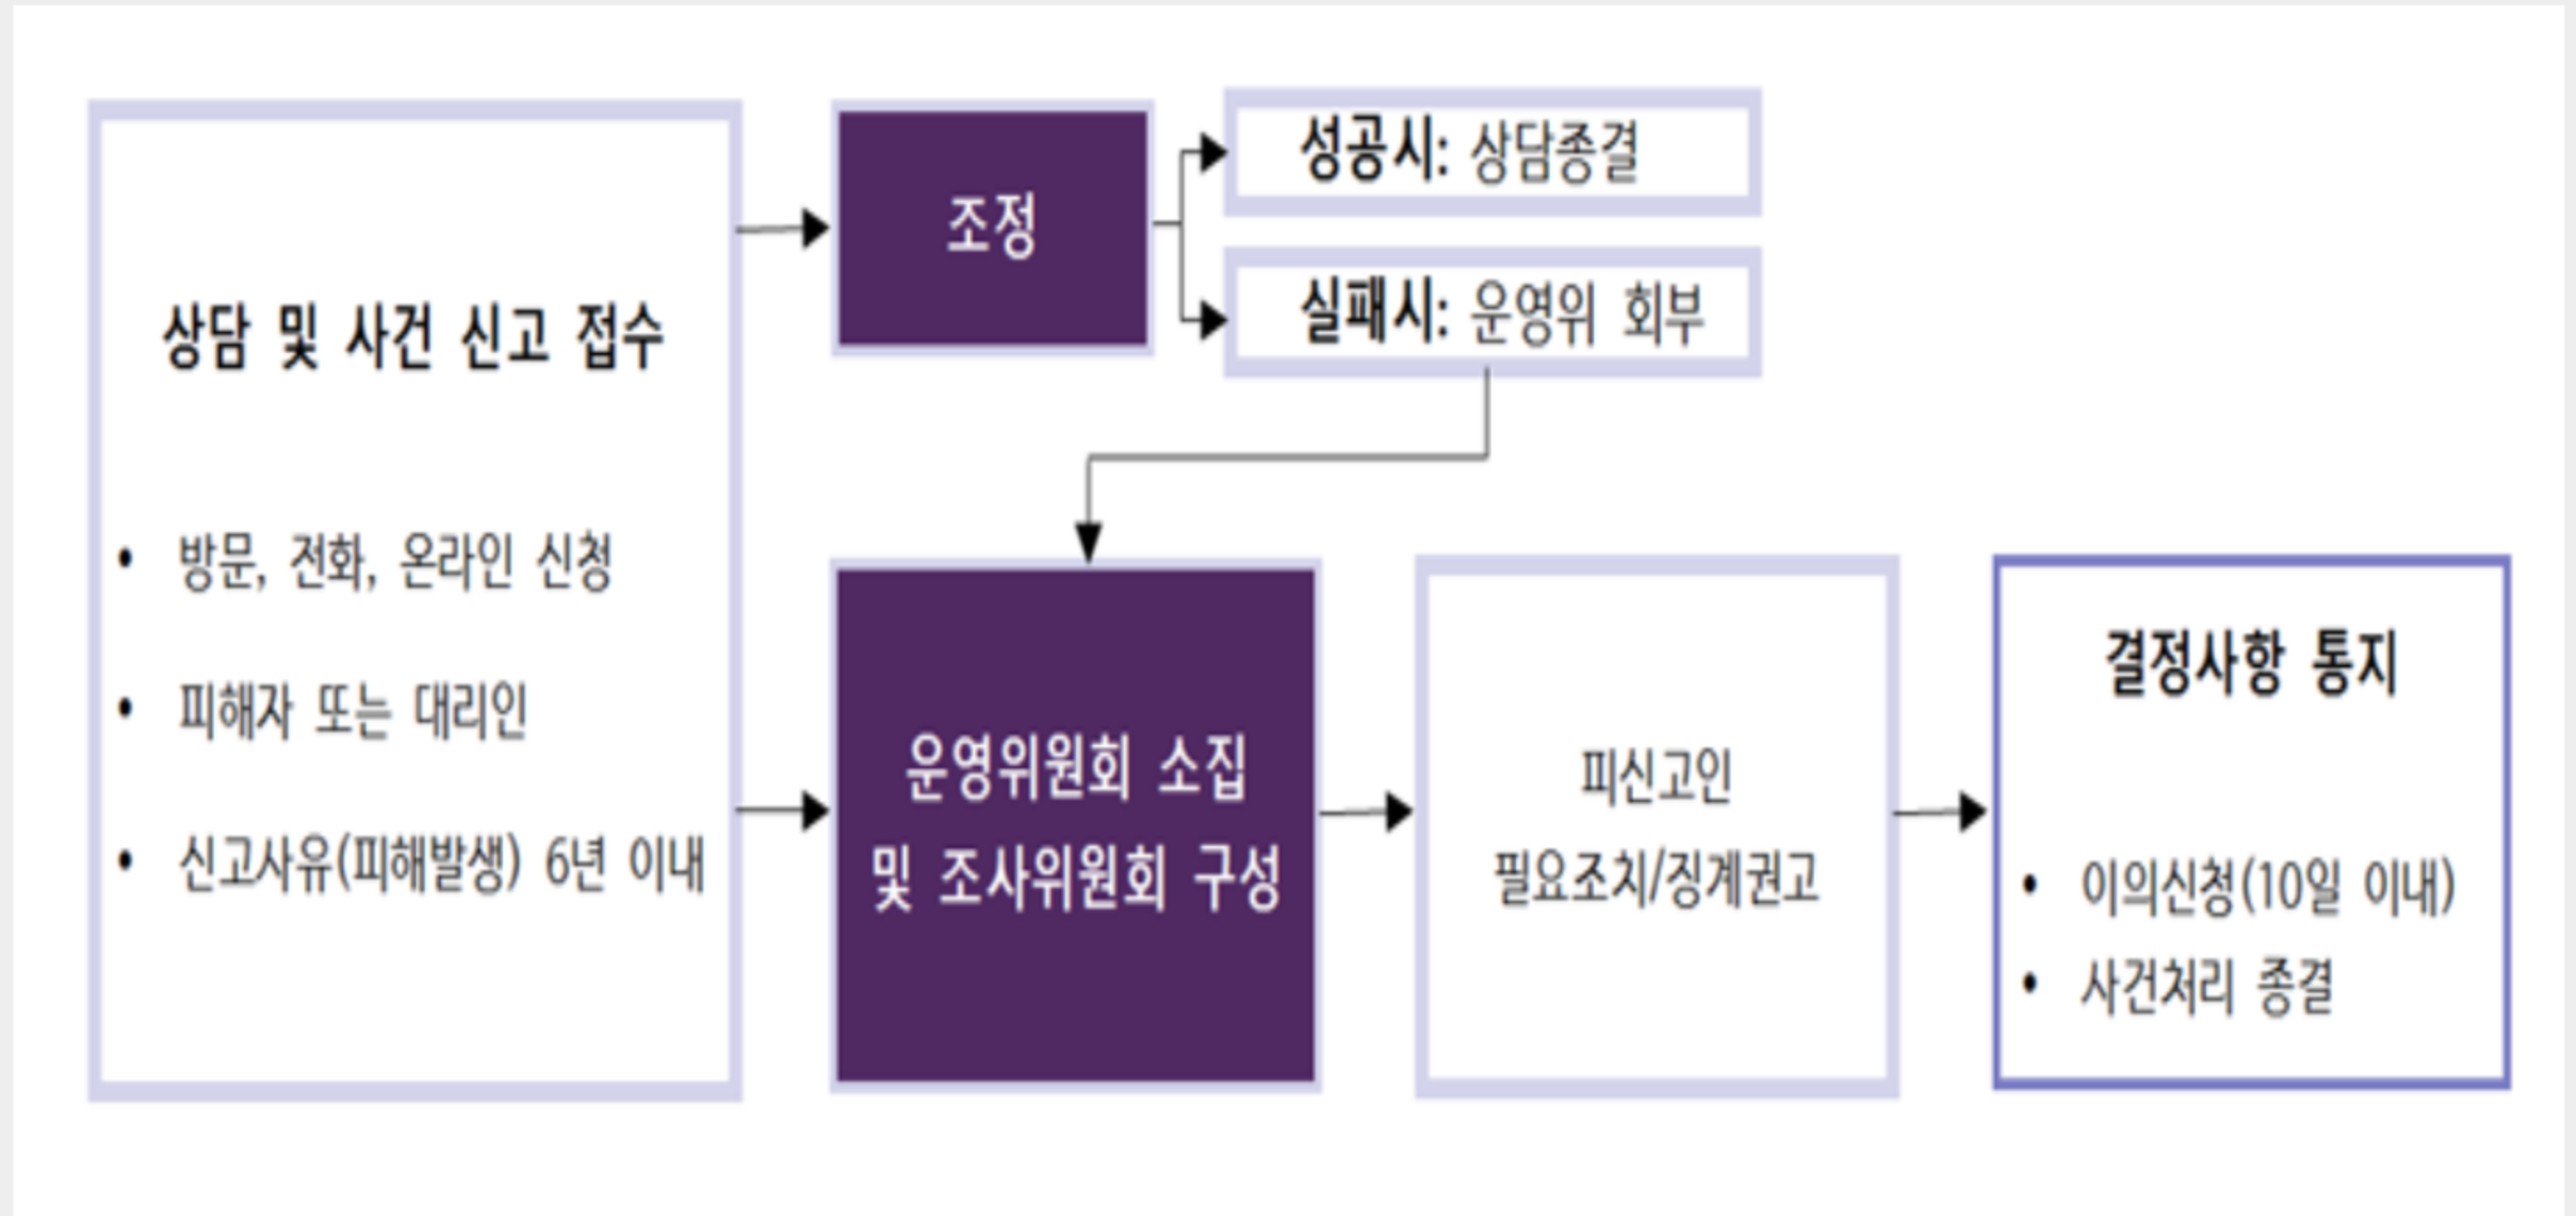 상담 및 사건 신고 접수
• 방문, 전화, 온라인 신청
• 피해자 또는 대리인
• 신고사유(피해발생) 6년 이내
조정
성공시: 상담종결
실패시: 운영위 회부
운영위원회 소집
및 조사위원회 구성
피신고인
필요조치/징계권고
결정사항 통지
• 이의신청(10일 이내)
• 사건처리 종결